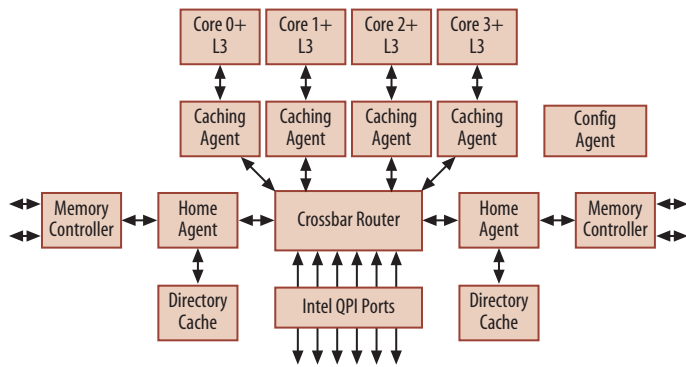 Core 0+
L3
Core 1+
L3
Core 2+
L3
Core 3+
L3
Caching
Agent
Caching
Agent
Caching
Agent
Caching
Agent
Config
Agent
Memory
Controller
Home
Agent
Crossbar Router
Home
Agent
Memory
Controller
Directory
Cache
Intel QPI Ports
Directory
Cache